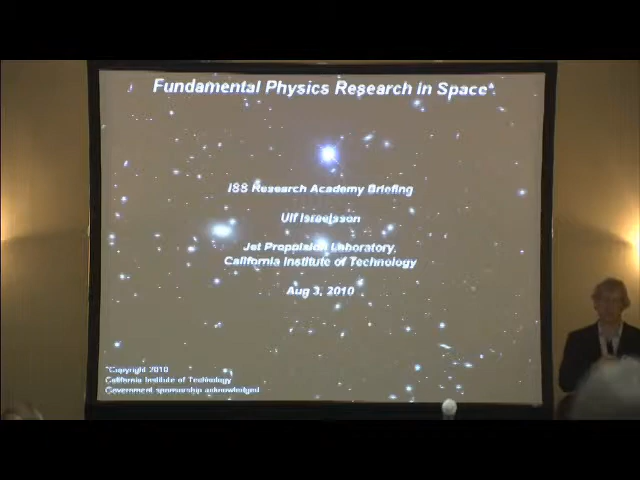 Fundamental Physics Research in Space*
ISS Research Academy Briefing
Ulf Israelsson
Jet Propulsion Laboratory,
California Institute of Technology
Aug 3, 2010
*Copyright 2010
California Institute of Technology
Government sponsorship acknowledged